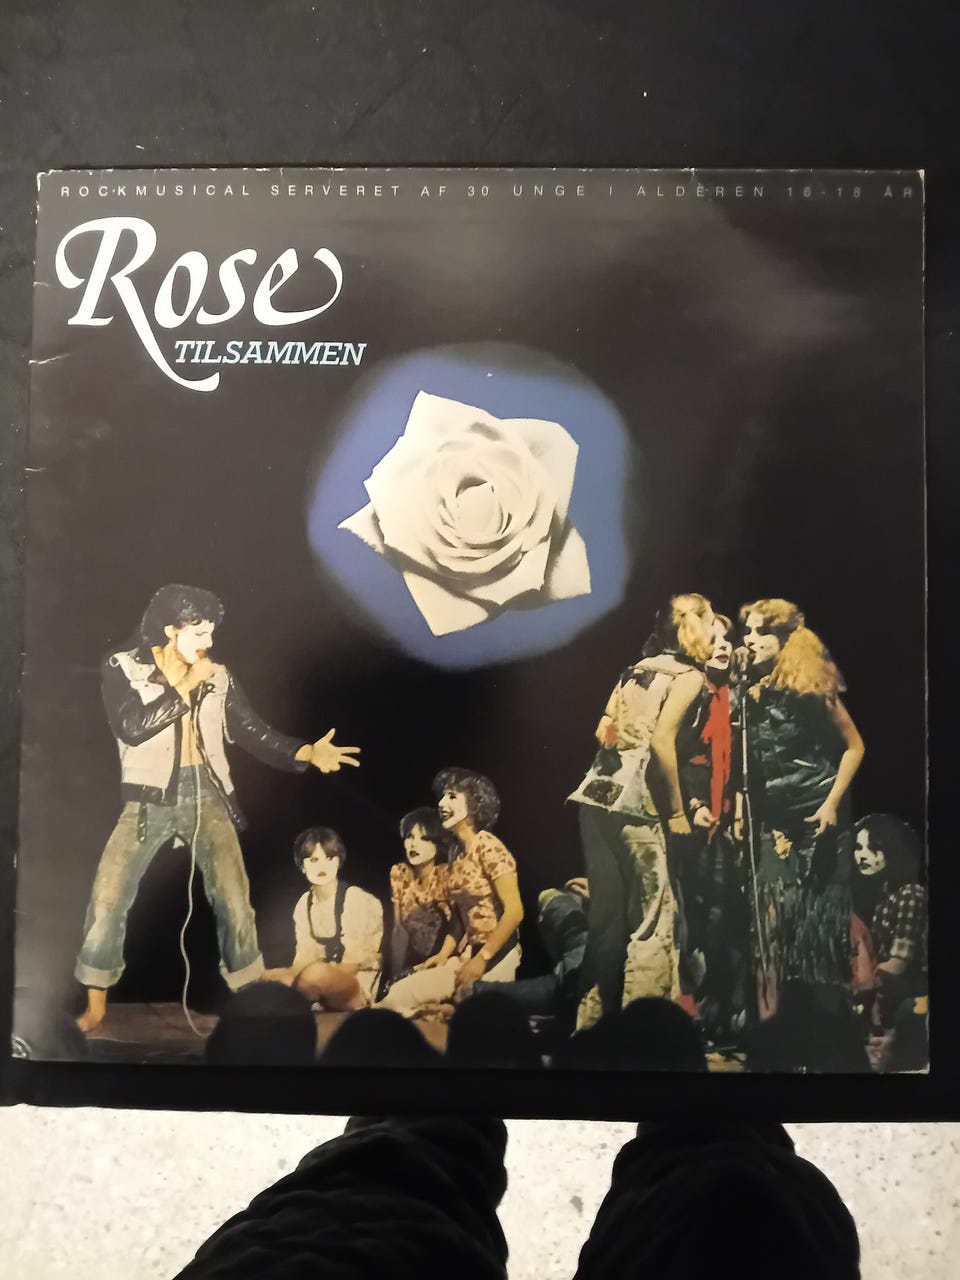 ROCKMUSICAL SERVERET AF 30 UNGE I ALDEREN 16-18 ÅR
Rose
TILSAMMEN